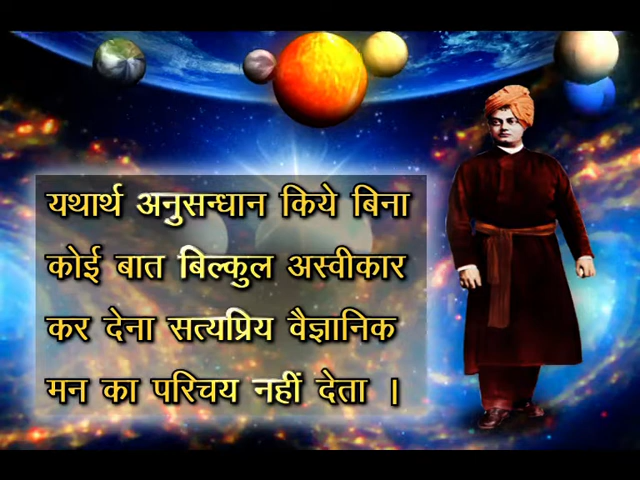 यथार्थ अनुसन्धान किये बिना
कोई बात बिल्कुल अस्वीकार
कर देना सत्यप्रिय वैज्ञानिक
मन का परिचय नहीं देता ।